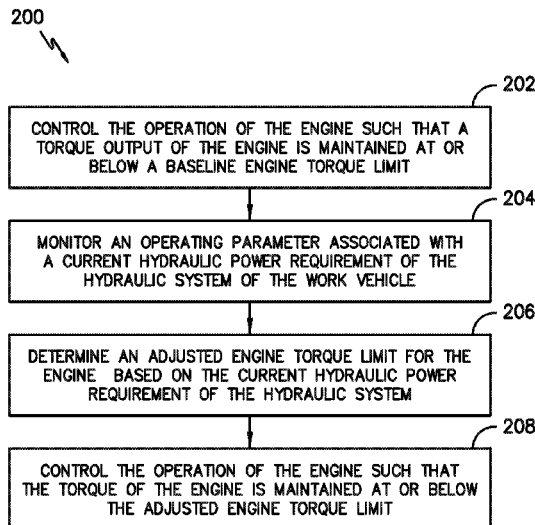 200
202
CONTROL THE OPERATION OF THE ENGINE SUCH THAT A
TORQUE OUTPUT OF THE ENGINE IS MAINTAINED AT OR
BELOW A BASELINE ENGINE TORQUE LIMIT
204
MONITOR AN OPERATING PARAMETER ASSOCIATED WITH
A CURRENT HYDRAULIC POWER REQUIREMENT OF THE
HYDRAULIC SYSTEM OF THE WORK VEHICLE
206
DETERMINE AN ADJUSTED ENGINE TORQUE LIMIT FOR THE
ENGINE BASED ON THE CURRENT HYDRAULIC POWER
REQUIREMENT OF THE HYDRAULIC SYSTEM
208
CONTROL THE OPERATION OF THE ENGINE SUCH THAT
THE TORQUE OF THE ENGINE IS MAINTAINED AT OR BELOW
THE ADJUSTED ENGINE TORQUE LIMIT